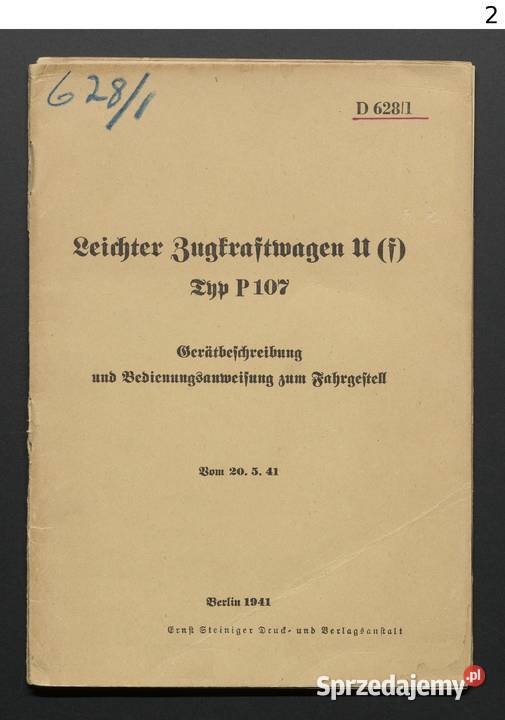 2
628/1
D 628/1
Leichter Zugkraftwagen U (f)
Typ P 107
Gerätbeschreibung
und Bedienungsanweisung zum Fahrgestell
Vom 20. 5. 41
Berlin 1941
Ernst Steiniger Druck- und Verlagsanstalt
Sprzedajemy.pl